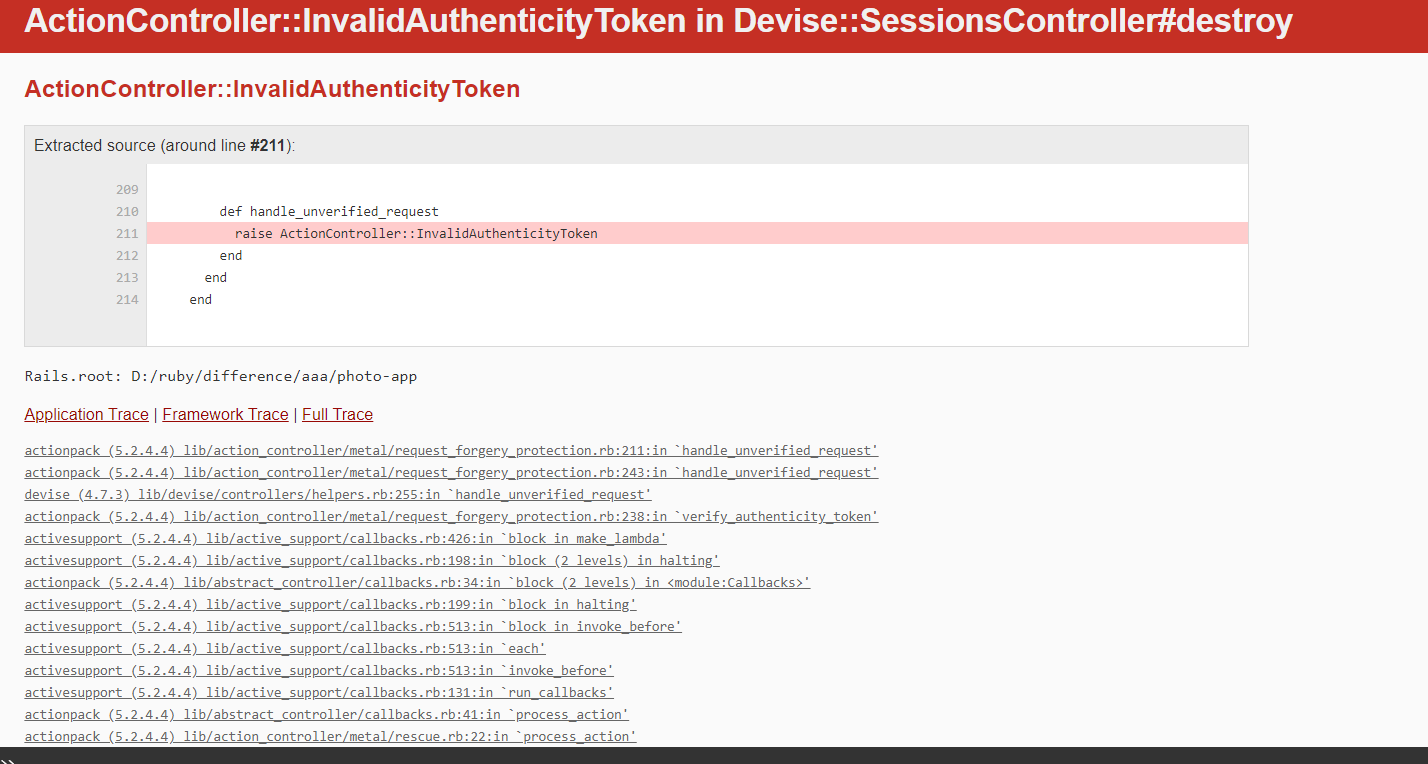 ActionController::InvalidAuthenticityToken in Devise::SessionsController#destroy
ActionController::InvalidAuthenticityToken
Extracted source (around line #211):
209
210 def handle_unverified_request
211 raise ActionController::InvalidAuthenticityToken
212 end
213 end
214 end
Rails.root: D:/ruby/difference/aaa/photo-app
Application Trace | Framework Trace | Full Trace
actionpack (5.2.4.4) lib/action_controller/metal/request_forgery_protection.rb:211:in `handle_unverified_request'
actionpack (5.2.4.4) lib/action_controller/metal/request_forgery_protection.rb:243:in `handle_unverified_request'
devise (4.7.3) lib/devise/controllers/helpers.rb:255:in `handle_unverified_request'
actionpack (5.2.4.4) lib/action_controller/metal/request_forgery_protection.rb:238:in `verify_authenticity_token'
activesupport (5.2.4.4) lib/active_support/callbacks.rb:426:in `block in make_lambda'
activesupport (5.2.4.4) lib/active_support/callbacks.rb:198:in `block (2 levels) in halting'
actionpack (5.2.4.4) lib/abstract_controller/callbacks.rb:34:in `block (2 levels) in <module:Callbacks>'
activesupport (5.2.4.4) lib/active_support/callbacks.rb:199:in `block in halting'
activesupport (5.2.4.4) lib/active_support/callbacks.rb:513:in `block in invoke_before'
activesupport (5.2.4.4) lib/active_support/callbacks.rb:513:in `each'
activesupport (5.2.4.4) lib/active_support/callbacks.rb:513:in `invoke_before'
activesupport (5.2.4.4) lib/active_support/callbacks.rb:131:in `run_callbacks'
actionpack (5.2.4.4) lib/abstract_controller/callbacks.rb:41:in `process_action'
actionpack (5.2.4.4) lib/action_controller/metal/rescue.rb:22:in `process_action'
>>